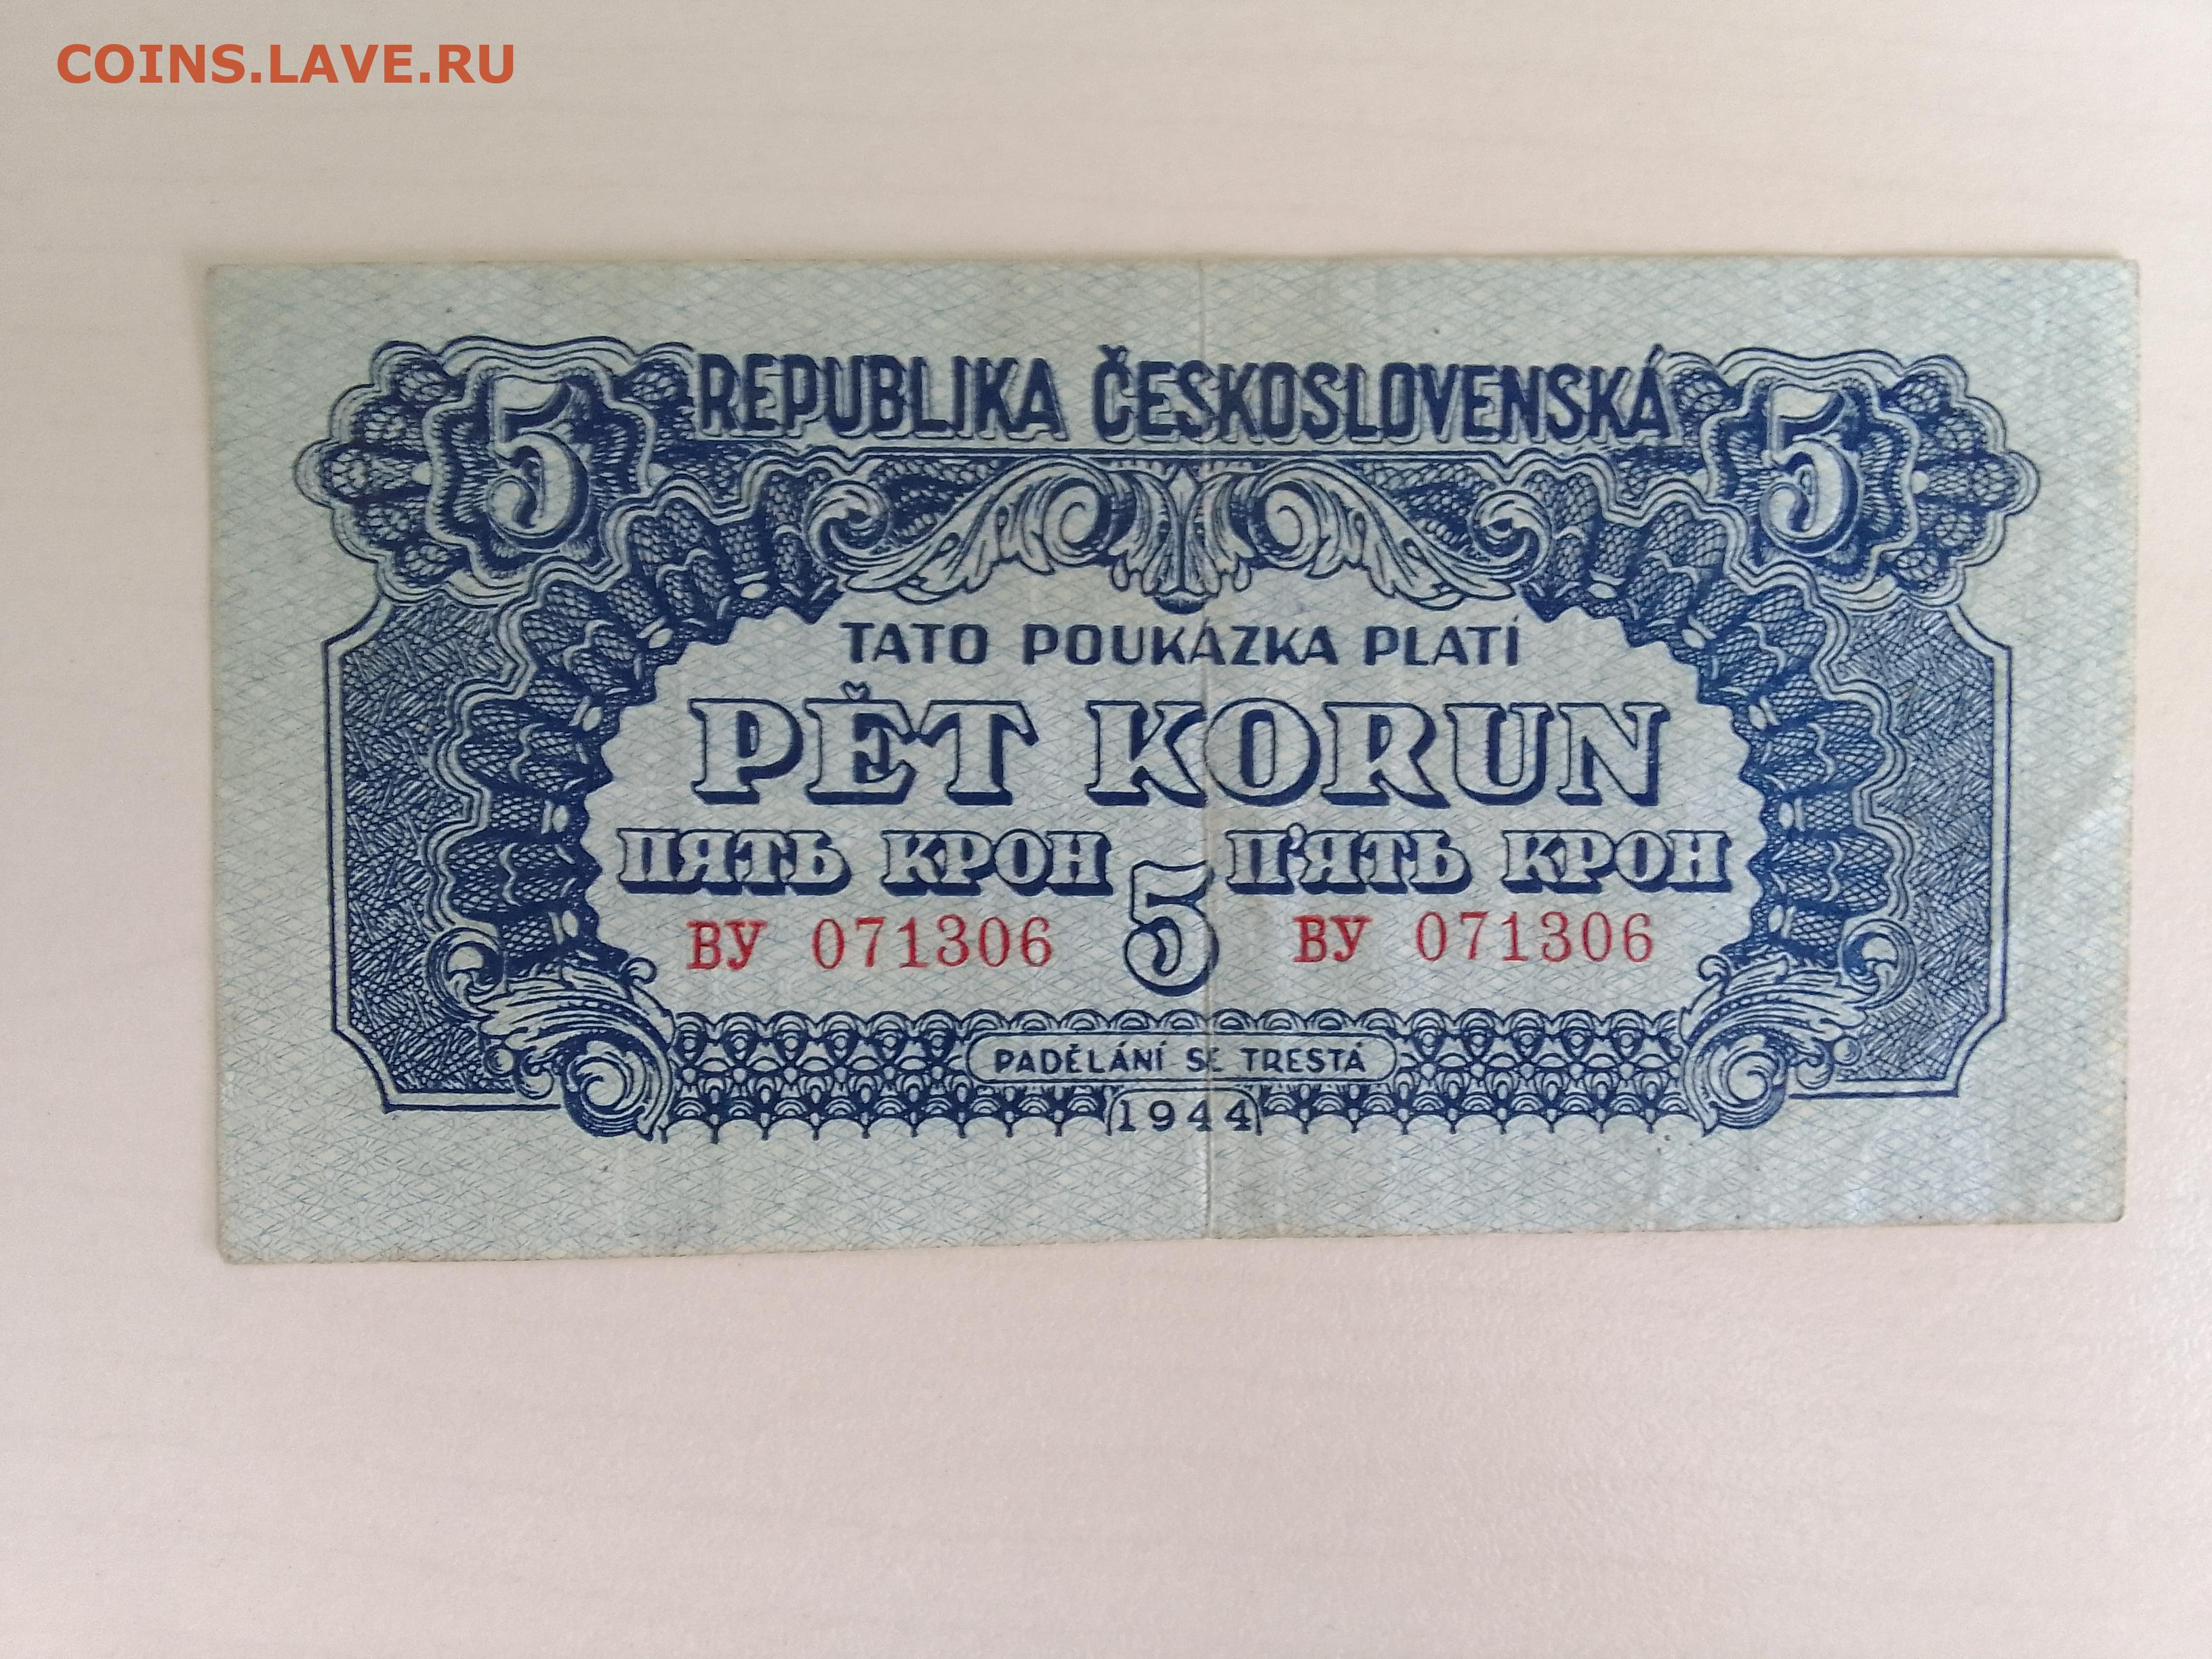 COINS.LAVE.RU
5 REPUBLIKA ČESKOSLOVENSKÁ 5
TATO POUKÁZKA PLATÍ
PĚT KORUN
ПЯТЬ КРОН 5 П'ЯТЬ КРОН
ВУ 071306 ВУ 071306
PADĚLÁNÍ SE TRESTÁ
1944